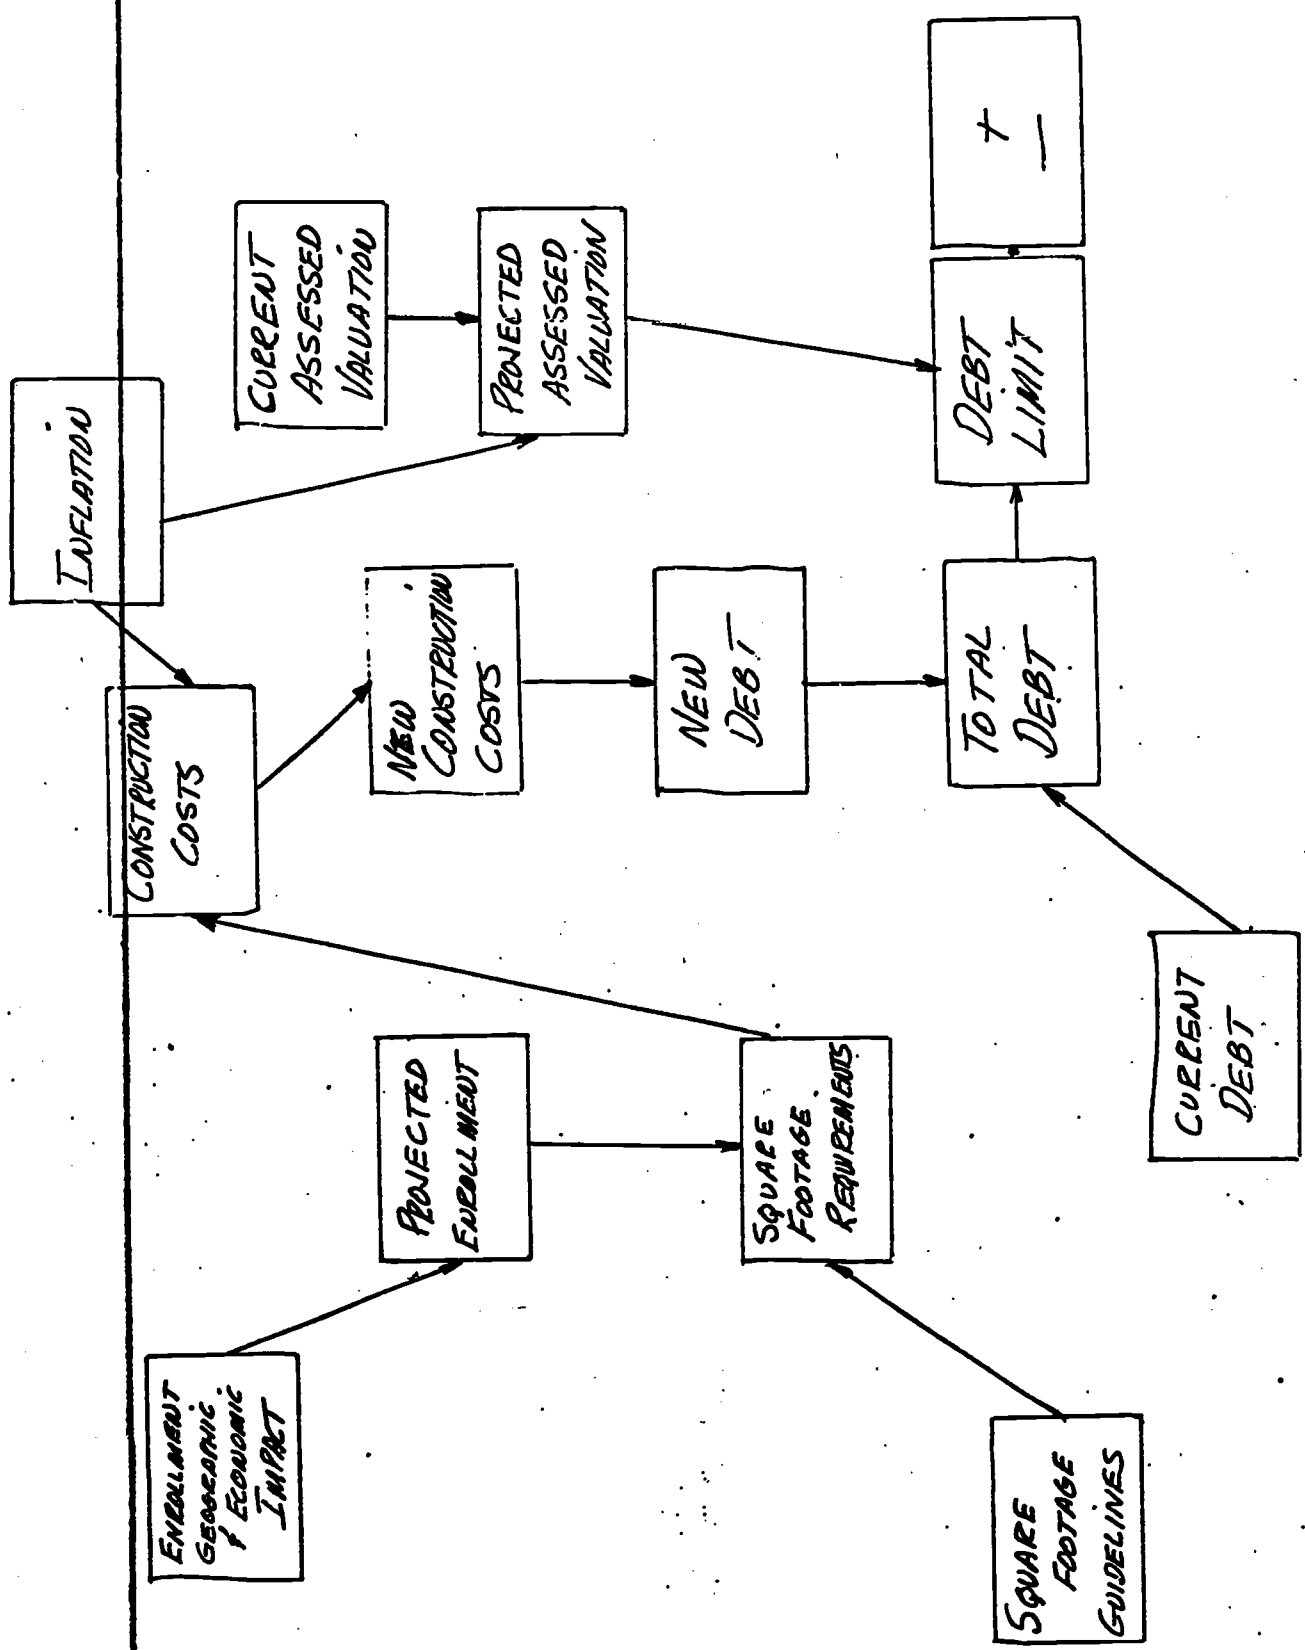 ENROLLMENT
GEOGRAPHIC
& ECONOMIC
IMPACT
CONSTRUCTION
COSTS
INFLATION
PROJECTED
ENROLLMENT
NEW
CONSTRUCTION
COSTS
CURRENT
ASSESSED
VALUATION
SQUARE
FOOTAGE
REQUIREMENTS
NEW
DEBT
PROJECTED
ASSESSED
VALUATION
SQUARE
FOOTAGE
GUIDELINES
CURRENT
DEBT
TOTAL
DEBT
DEBT
LIMIT
+
—